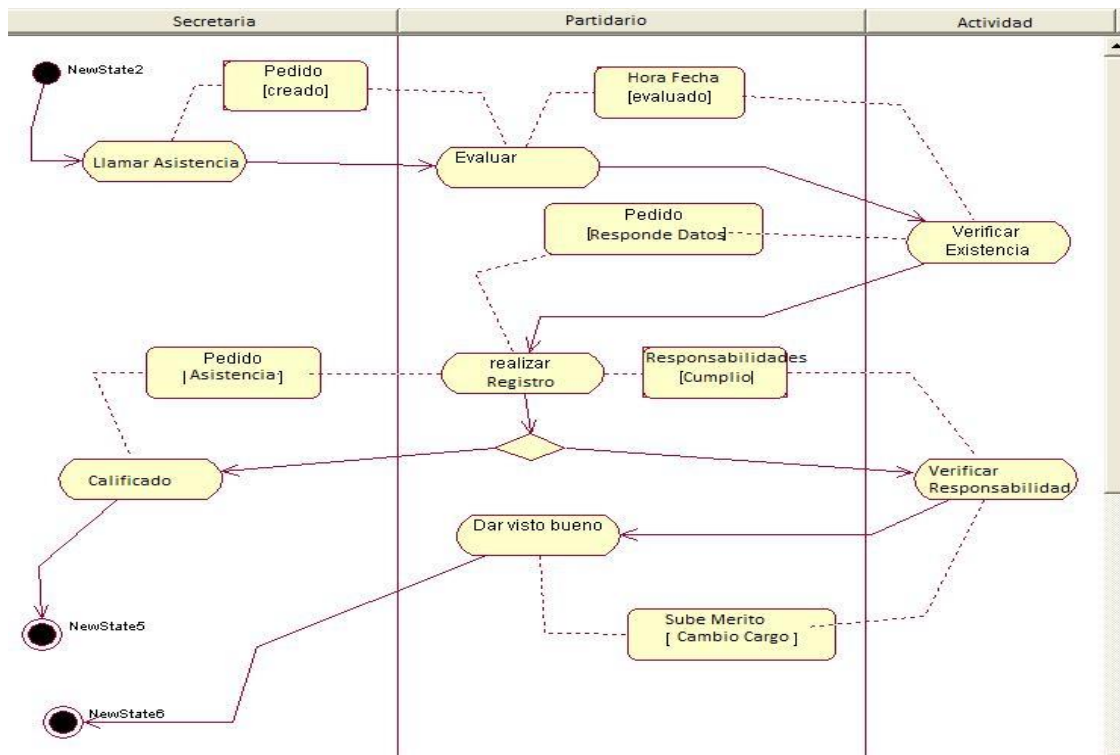 Secretaria
Partidario
Actividad
NewState2
Pedido
[creado]
Hora Fecha
[evaluado]
Llamar Asistencia
Evaluar
Pedido
[Responde Datos]
Verificar
Existencia
Pedido
[Asistencia]
realizar
Registro
Responsabilidades
[Cumplio]
Calificado
Verificar
Responsabilidad
Dar visto bueno
NewState5
Sube Merito
[ Cambio Cargo ]
NewState6